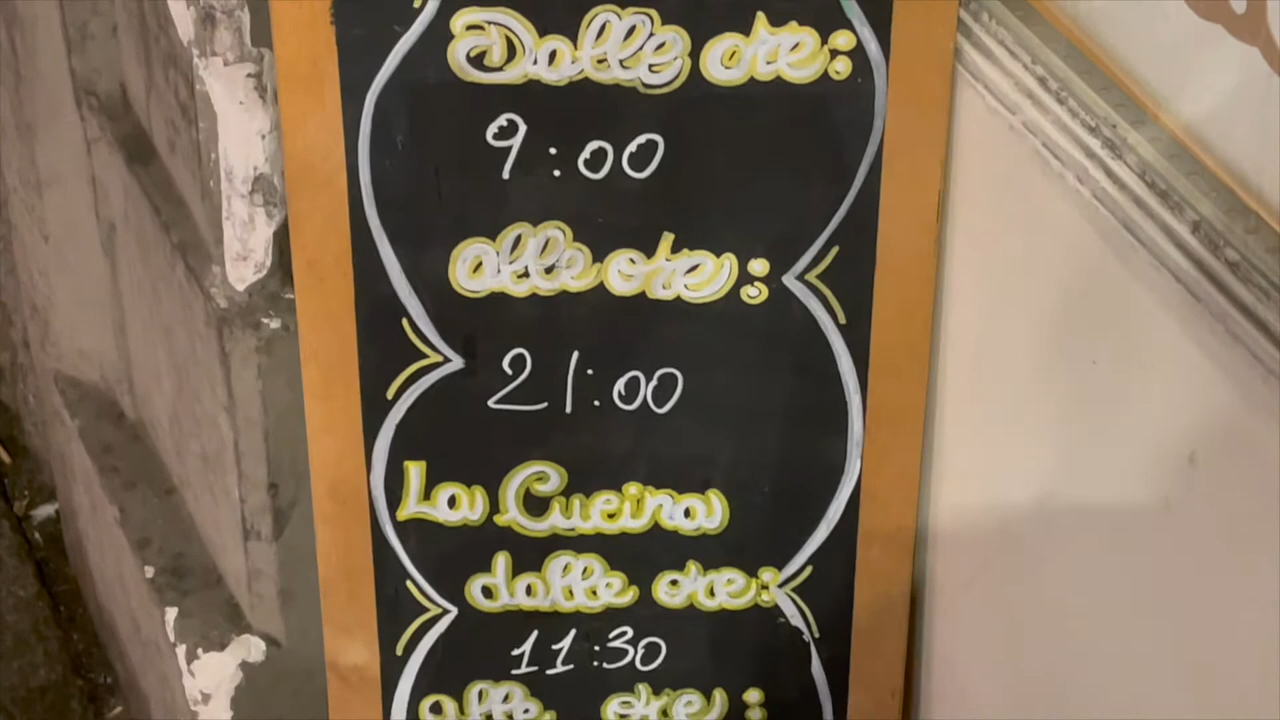 Dalle ore:
9:00
alle ore:
21:00
La Cucina
dalle ore:
11:30
alle ore: